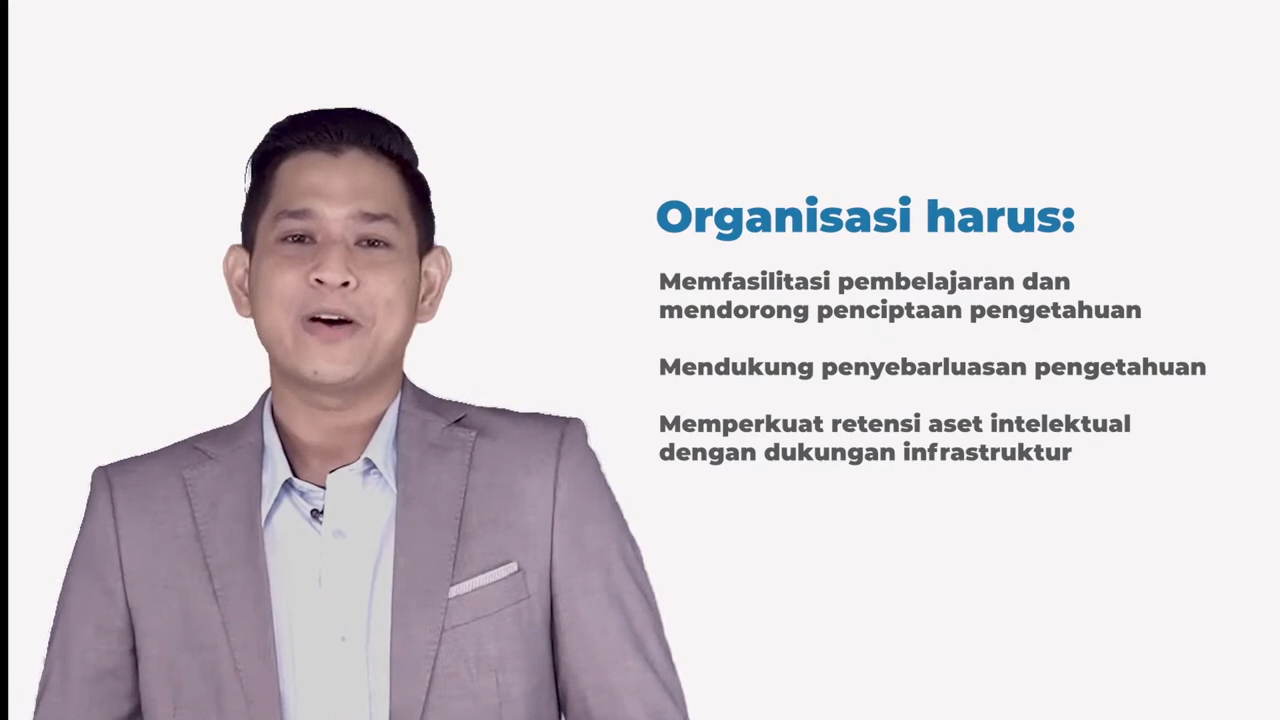 Organisasi harus:
Memfasilitasi pembelajaran dan
mendorong penciptaan pengetahuan
Mendukung penyebarluasan pengetahuan
Memperkuat retensi aset intelektual
dengan dukungan infrastruktur